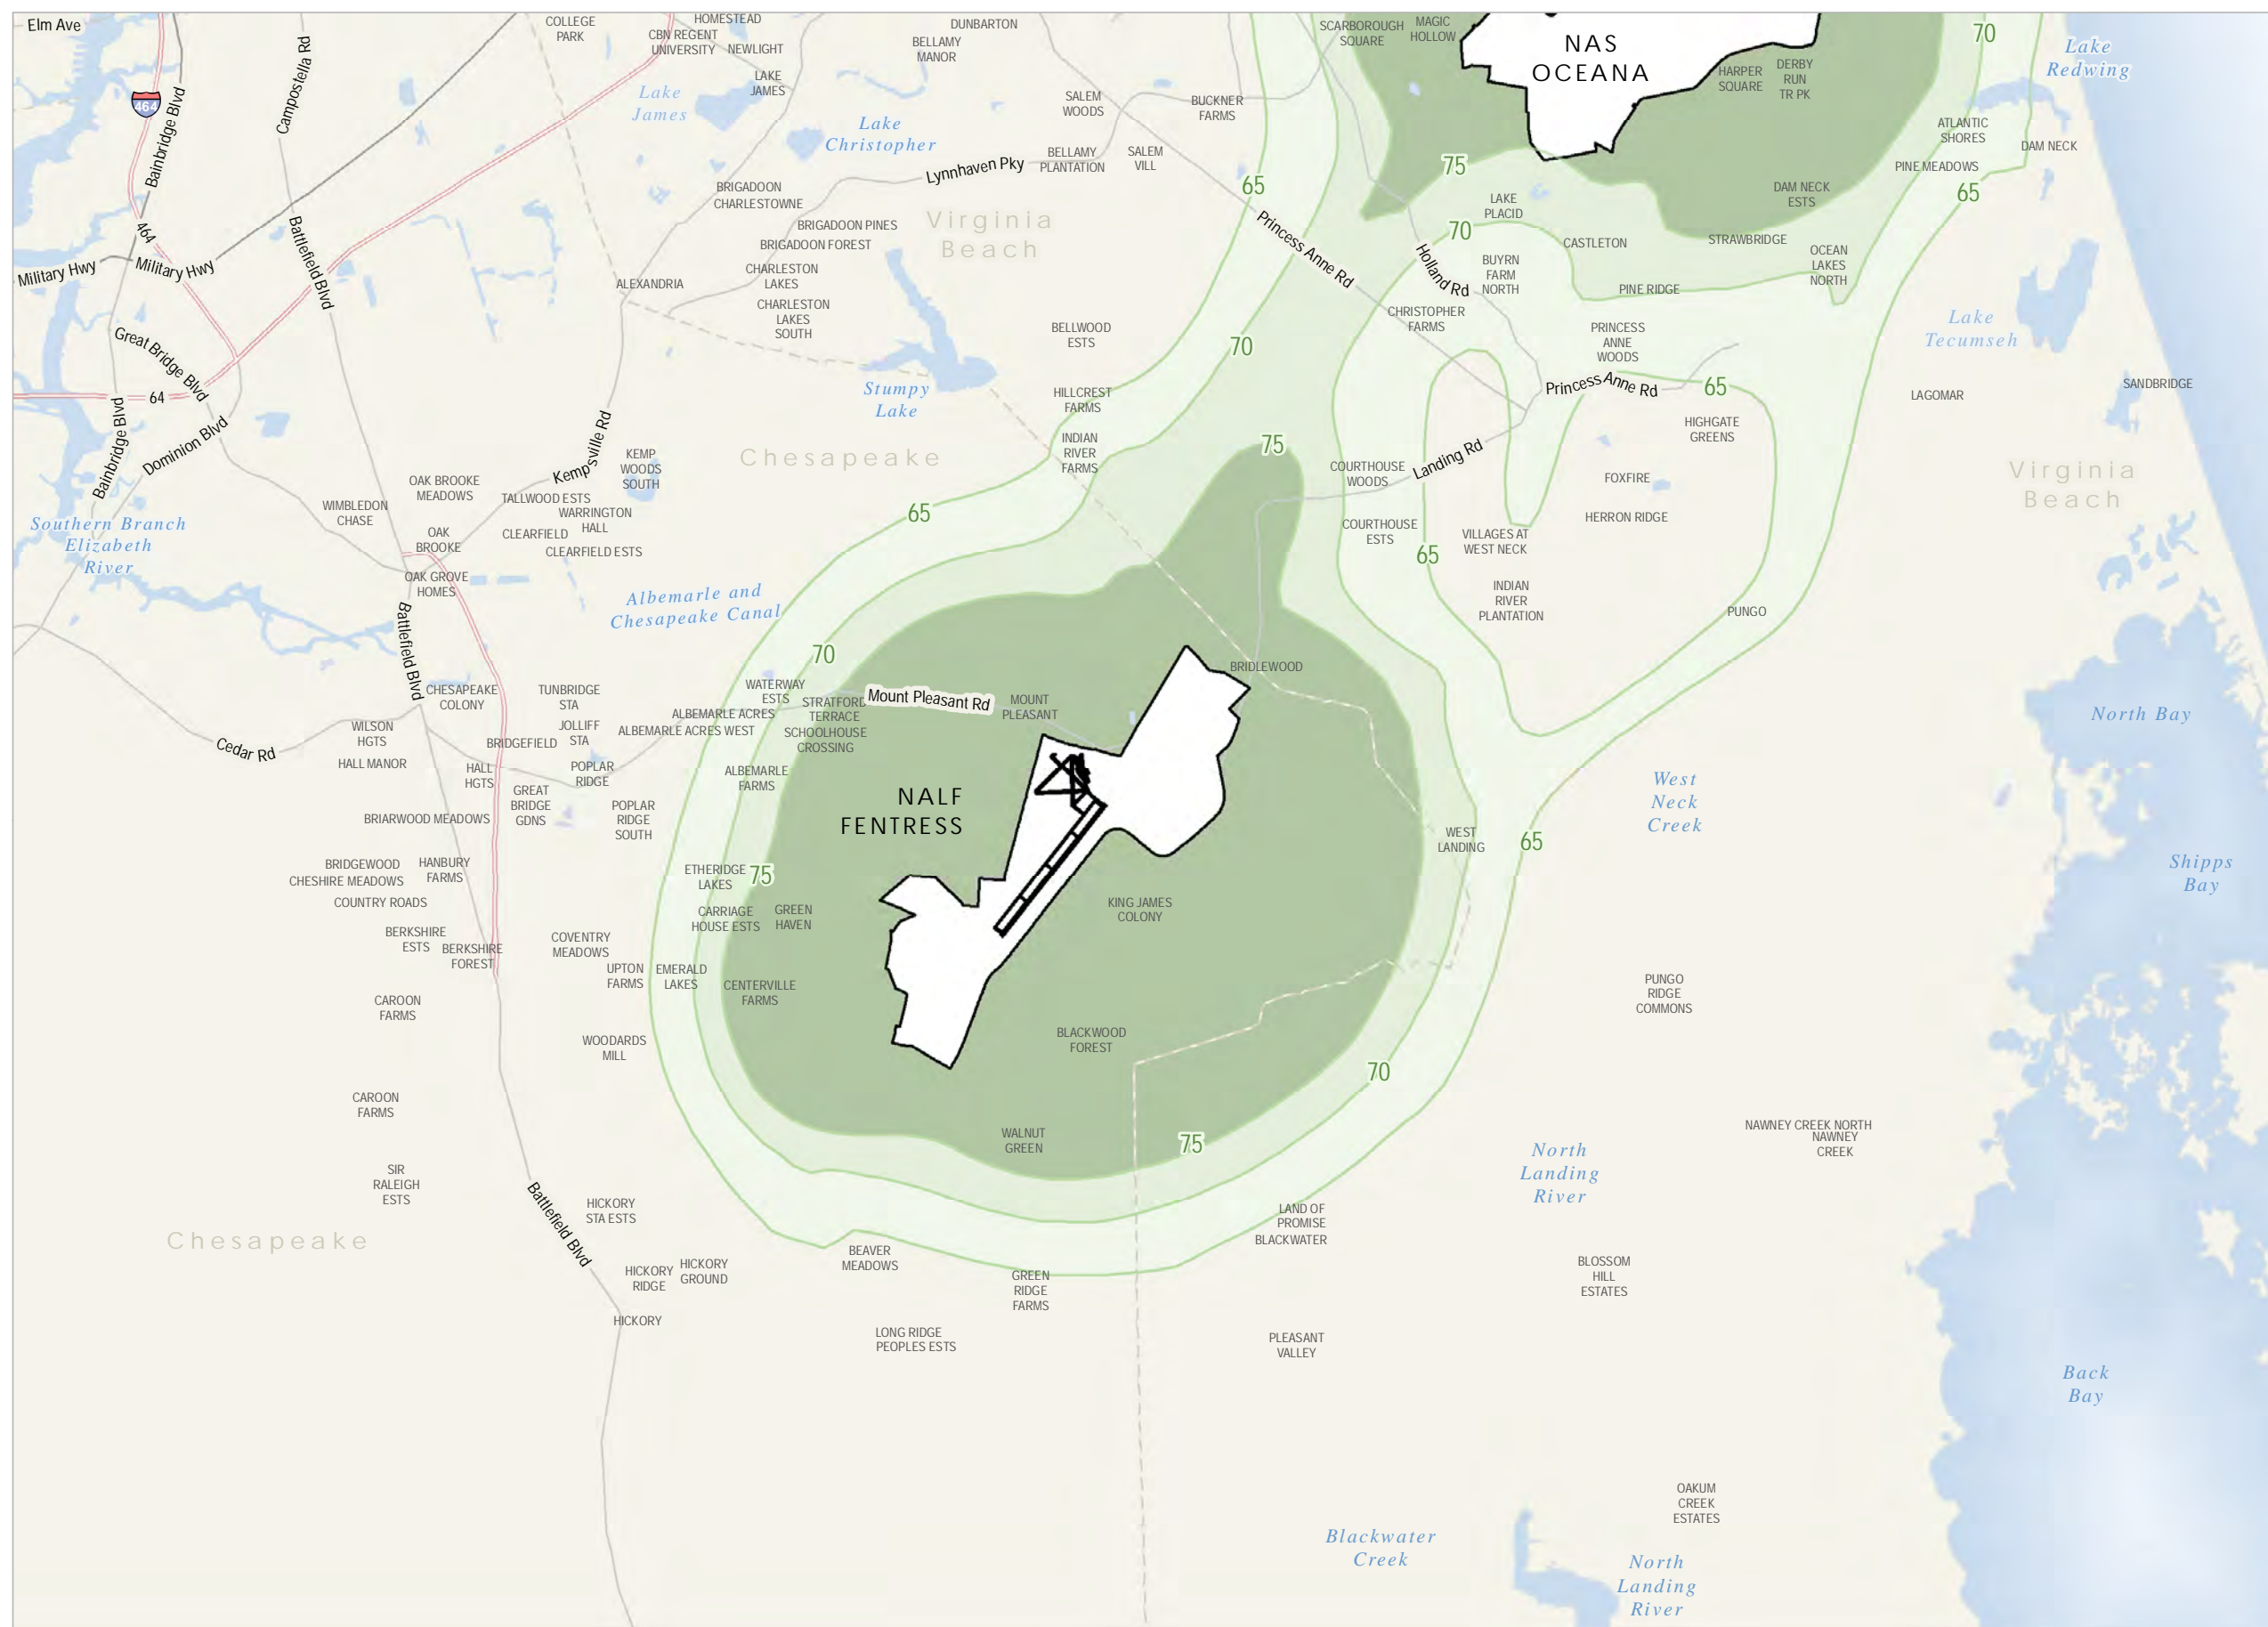 Elm Ave
COLLEGE
PARK
HOMESTEAD
CBN REGENT
UNIVERSITY
NEWLIGHT
DUNBARTON
BELLAMY
MANOR
SCARBOROUGH
SQUARE
MAGIC
HOLLOW
NAS
OCEANA
70
Lake
Redwing
HARPER
SQUARE
DERBY
RUN
TR PK
Campostella Rd
464
Bainbridge Blvd
LAKE
JAMES
Lake
James
SALEM
WOODS
BUCKNER
FARMS
Lake
Christopher
ATLANTIC
SHORES
DAM NECK
BELLAMY
PLANTATION
SALEM
VILL
Lynnhaven Pky
75
PINE MEADOWS
65
BRIGADOON
CHARLESTOWNE
65
DAM NECK
ESTS
LAKE
PLACID
BRIGADOON PINES
BRIGADOON FOREST
Virginia
Beach
Princess Anne Rd
70
464
Battlefield Blvd
Military Hwy
Military Hwy
CASTLETON
STRAWBRIDGE
OCEAN
LAKES
NORTH
Holland Rd
BUYRN
FARM
NORTH
CHARLESTON
LAKES
ALEXANDRIA
PINE RIDGE
CHARLESTON
LAKES
SOUTH
CHRISTOPHER
FARMS
BELLWOOD
ESTS
PRINCESS
ANNE
WOODS
Lake
Tecumseh
Great Bridge Blvd
70
64
Stumpy
Lake
HILLCREST
FARMS
Princess Anne Rd
65
LAGOMAR
SANDBRIDGE
Bainbridge Blvd
Dominion Blvd
HIGHGATE
GREENS
Kempsville Rd
KEMP
WOODS
SOUTH
Chesapeake
INDIAN
RIVER
FARMS
75
COURTHOUSE
WOODS
Landing Rd
FOXFIRE
Virginia
Beach
OAK BROOKE
MEADOWS
TALLWOOD ESTS
WARRINGTON
HALL
WIMBLEDON
CHASE
65
HERRON RIDGE
Southern Branch
Elizabeth
River
OAK
BROOKE
CLEARFIELD
CLEARFIELD ESTS
COURTHOUSE
ESTS
VILLAGES AT
WEST NECK
65
OAK GROVE
HOMES
Albemarle and
Chesapeake Canal
INDIAN
RIVER
PLANTATION
PUNGO
Battlefield Blvd
70
BRIDLEWOOD
CHESAPEAKE
COLONY
TUNBRIDGE
STA
WATERWAY
ESTS
STRATFORD
TERRACE
Mount Pleasant Rd
MOUNT
PLEASANT
North Bay
ALBEMARLE ACRES
ALBEMARLE ACRES WEST
JOLLIFF
STA
WILSON
HGTS
BRIDGEFIELD
SCHOOLHOUSE
CROSSING
Cedar Rd
HALL MANOR
HALL
HGTS
POPLAR
RIDGE
ALBEMARLE
FARMS
West
Neck
Creek
GREAT
BRIDGE
GDNS
NALF
FENTRESS
BRIARWOOD MEADOWS
POPLAR
RIDGE
SOUTH
WEST
LANDING
65
Shipps
Bay
BRIDGEWOOD
CHESHIRE MEADOWS
HANBURY
FARMS
ETHERIDGE
LAKES
75
COUNTRY ROADS
CARRIAGE
HOUSE ESTS
GREEN
HAVEN
KING JAMES
COLONY
BERKSHIRE
ESTS
BERKSHIRE
FOREST
COVENTRY
MEADOWS
UPTON
FARMS
EMERALD
LAKES
CENTERVILLE
FARMS
PUNGO
RIDGE
COMMONS
CAROON
FARMS
WOODARDS
MILL
BLACKWOOD
FOREST
70
CAROON
FARMS
WALNUT
GREEN
75
NAWNEY CREEK NORTH
NAWNEY
CREEK
North
Landing
River
SIR
RALEIGH
ESTS
Chesapeake
Battlefield Blvd
HICKORY
STA ESTS
LAND OF
PROMISE
BLACKWATER
BEAVER
MEADOWS
HICKORY
RIDGE
HICKORY
GROUND
GREEN
RIDGE
FARMS
BLOSSOM
HILL
ESTATES
HICKORY
LONG RIDGE
PEOPLES ESTS
PLEASANT
VALLEY
Back
Bay
OAKUM
CREEK
ESTATES
Blackwater
Creek
North
Landing
River